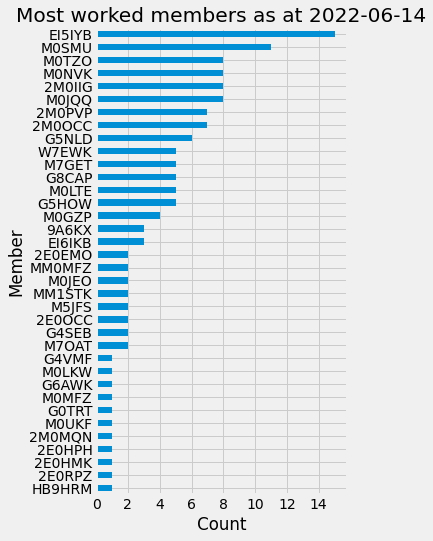 Most worked members as at 2022-06-14
EI5IYB
M0SMU
M0TZO
M0NVK
2M0IIG
M0JQQ
2M0PVP
2M0OCC
G5NLD
W7EWK
M7GET
G8CAP
M0LTE
G5HOW
M0GZP
9A6KX
EI6IKB
2E0EMO
MM0MFZ
M0JEO
MM1STK
M5JFS
2E0OCC
G4SEB
M7OAT
G4VMF
M0LKW
G6AWK
M0MFZ
G0TRT
M0UKF
2M0MQN
2E0HPH
2E0HMK
2E0RPZ
HB9HRM
Member
0 2 4 6 8 10 12 14
Count